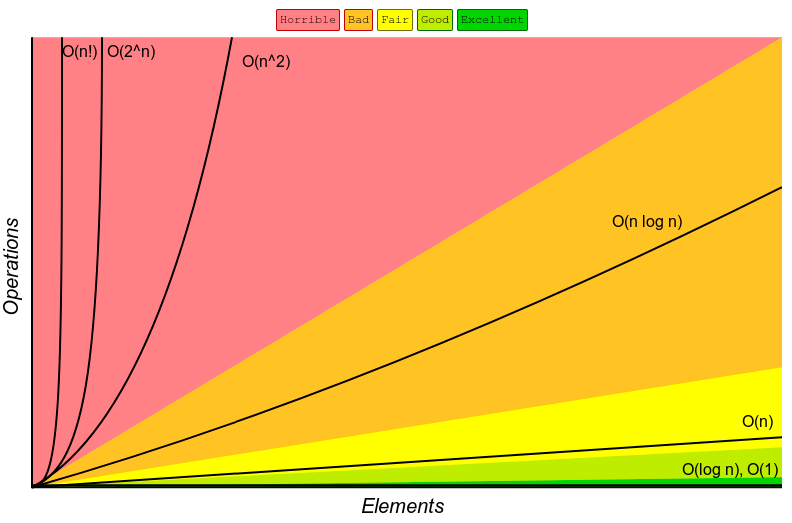 Horrible Bad Fair Good Excellent
O(n!) O(2^n)
O(n^2)
O(n log n)
Operations
O(n)
O(log n), O(1)
Elements